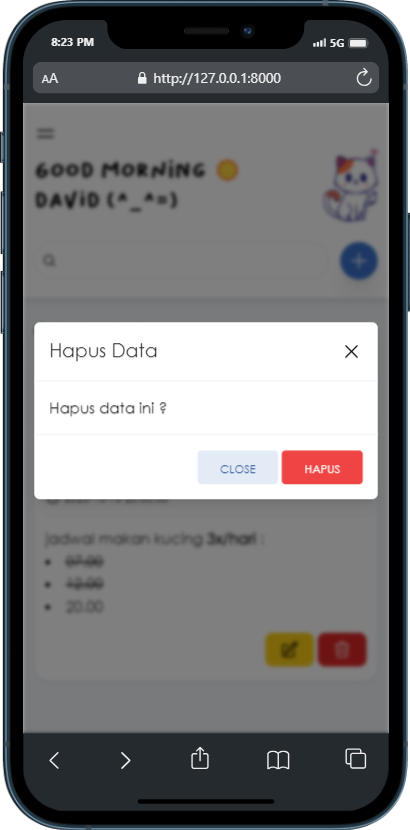 8:23 PM
5G
AA
http://127.0.0.1:8000
GOOD MORNING
DAVID (^_^=)
Hapus Data
Hapus data ini ?
CLOSE
HAPUS
jadwal makan kucing 3x/hari :
07.00
12.00
20.00